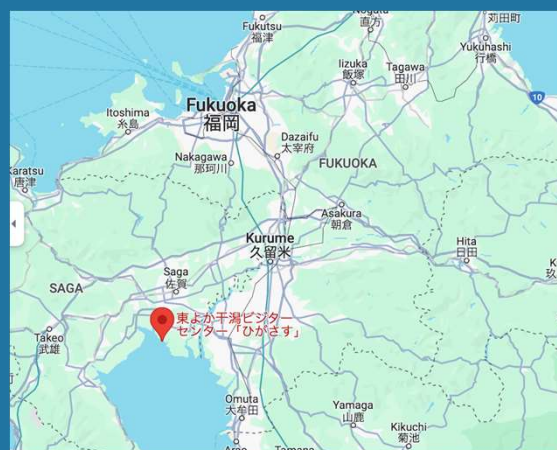 Fukutsu
福津
直方
苅田町
Yukuhashi
行橋
Iizuka
飯塚
Tagawa
田川
10
Itoshima
糸島
Fukuoka
福岡
Dazaifu
太宰府
Nakagawa
那珂川
FUKUOKA
Karatsu
唐津
Asakura
朝倉
Kurume
久留米
Hita
日田
Saga
佐賀
SAGA
東よか干潟ビジター
センター「ひがさす」
Takeo
武雄
Omuta
大牟田
Yamaga
山鹿
Kikuchi
菊池